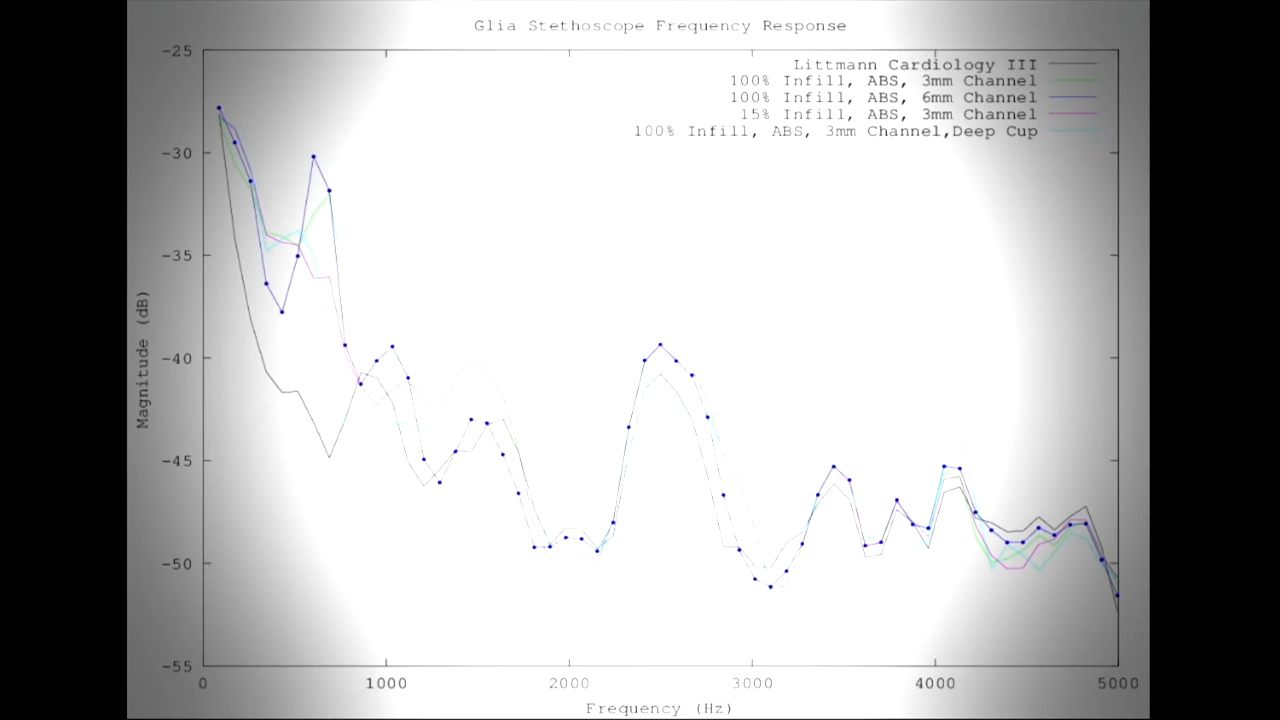 Glia Stethoscope Frequency Response
-25
Littmann Cardiology III
100% Infill, ABS, 3mm Channel
100% Infill, ABS, 6mm Channel
15% Infill, ABS, 3mm Channel
100% Infill, ABS, 3mm Channel,Deep Cup
-30
-35
-40
-45
-50
-55
Magnitude (dB)
0 1000 2000 3000 4000 5000
Frequency (Hz)